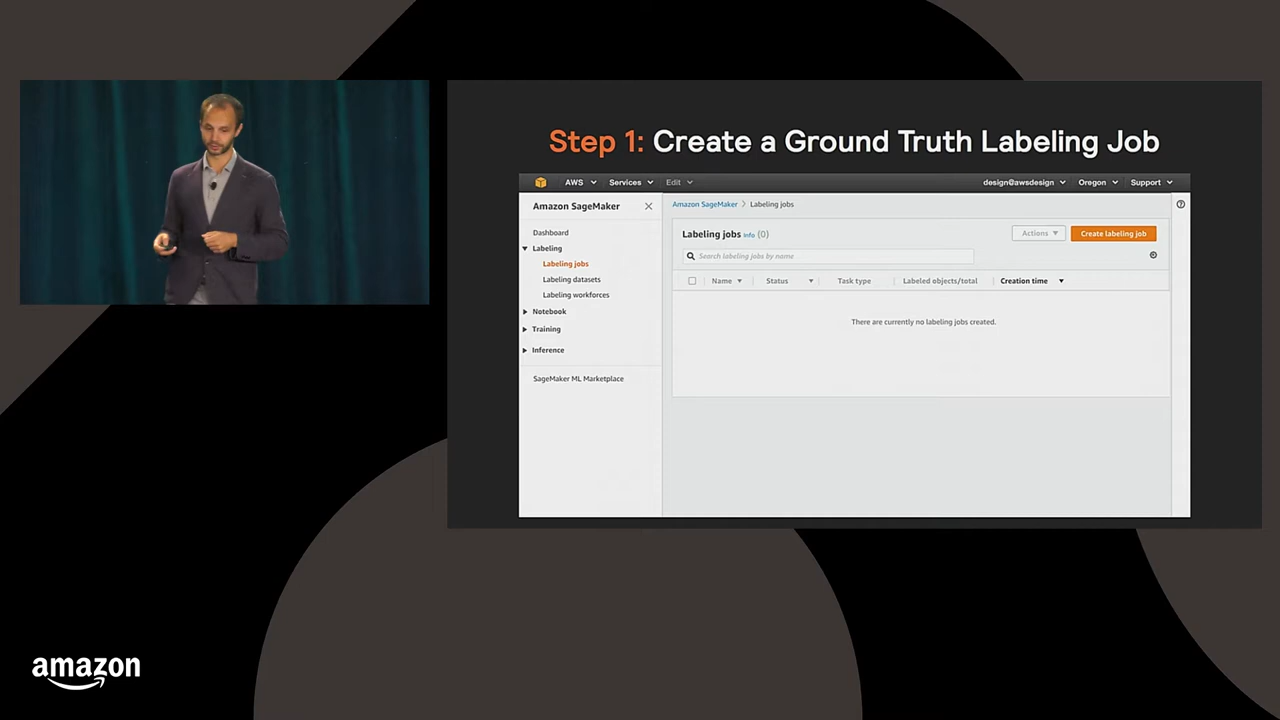 Step 1: Create a Ground Truth Labeling Job
AWS Services Edit design@awsdesign Oregon Support
Amazon SageMaker
Dashboard
Labeling
Labeling jobs
Labeling datasets
Labeling workforces
Notebook
Training
Inference
SageMaker ML Marketplace
Amazon SageMaker > Labeling jobs
Labeling jobs Info (0) Actions Create labeling job
Search labeling jobs by name
Name Status Task type Labeled objects/total Creation time
There are currently no labeling jobs created.
amazon